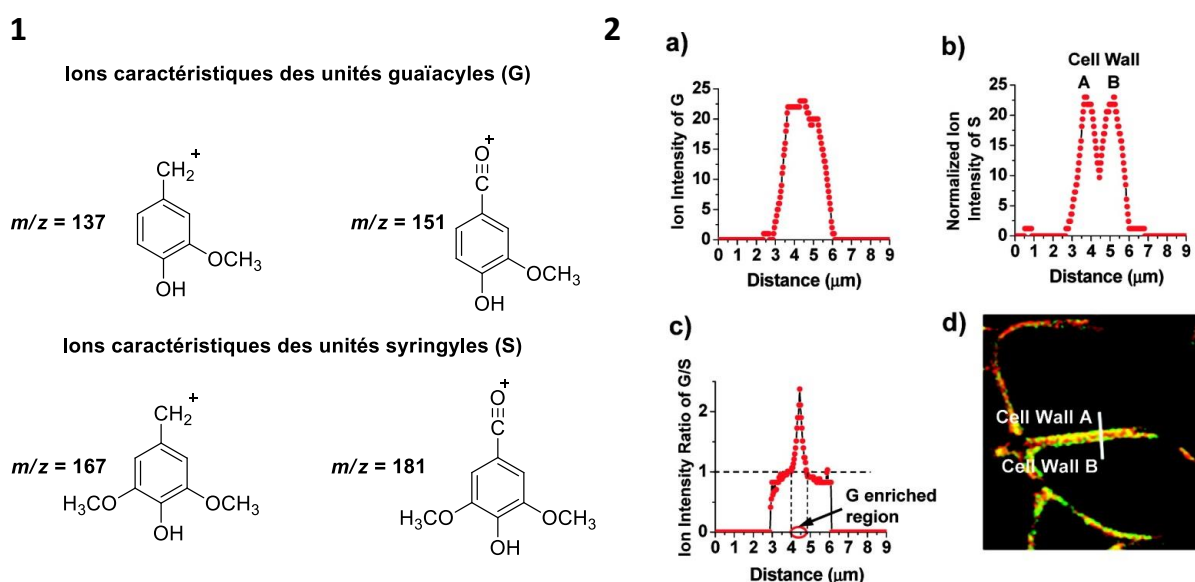 1
Ions caractéristiques des unités guaïacyles (G)
CH2+
m/z = 137
OCH3
OH
O+
C
H
m/z = 151
OCH3
OH
Ions caractéristiques des unités syringyles (S)
CH2+
m/z = 167
OCH3
OCH3
OH
O+
C
H
m/z = 181
OCH3
OCH3
OH
2
a)
Ion Intensity of G
25
20
15
10
5
0
0 1 2 3 4 5 6 7 8 9
Distance (µm)
b)
Cell Wall
A B
Normalized Ion
Intensity of S
25
20
15
10
5
0
0 1 2 3 4 5 6 7 8 9
Distance (µm)
c)
Ion Intensity Ratio of G/S
2
1
0
G enriched
region
0 1 2 3 4 5 6 7 8 9
Distance (µm)
d)
Cell Wall A
Cell Wall B